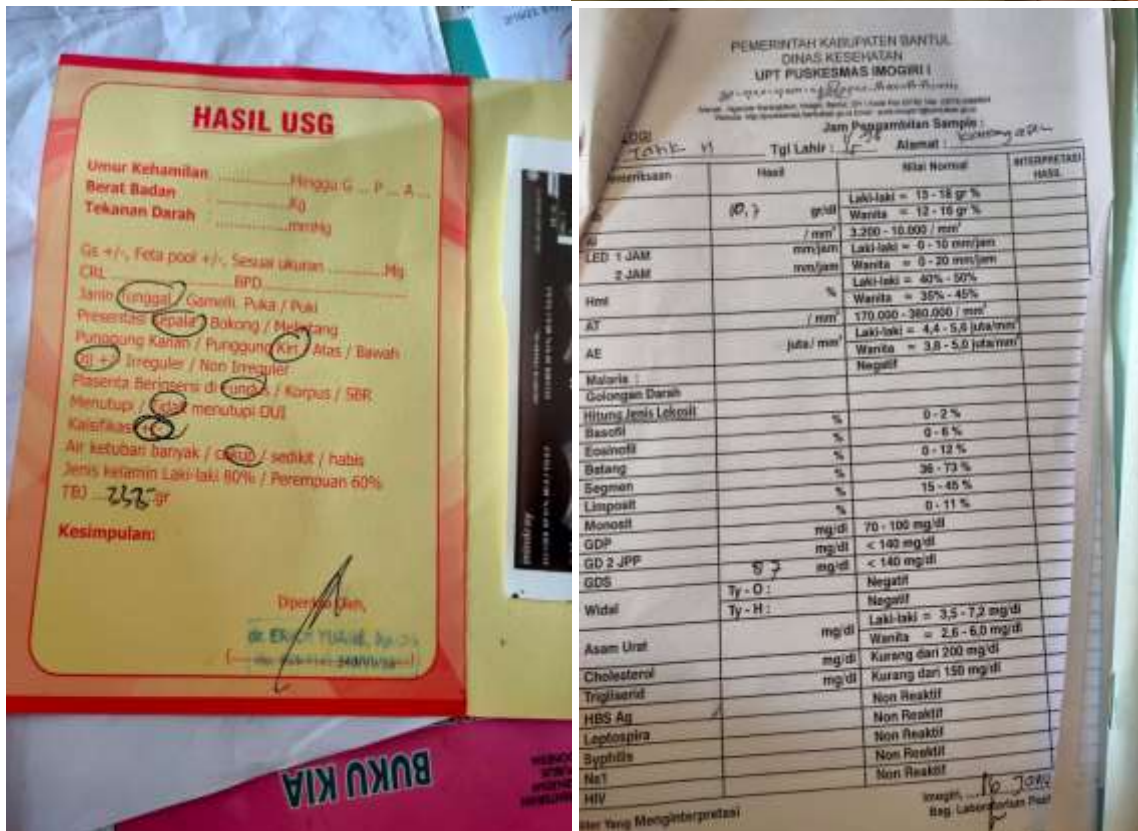 HASIL USG
Umur Kehamilan ............ Minggu G ... P ... A ...
Berat Badan : ............Kg
Tekanan Darah : ............mmHg
Gs +/-, Feta pool +/-, Sesuai ukuran ............Mg
CRL ............ BPD ............
Janin Tunggal / Gamelli. Puka / Puki
Presentasi Kepala / Bokong / Melintang
Punggung Kanan / Punggung Kiri / Atas / Bawah
DJJ +/- Irreguler / Non Irreguler
Plasenta Berinsersi di Fundus / Korpus / SBR
Menutupi / Tidak menutupi OUI
Kalsifikasi +/-
Air ketuban banyak / cukup / sedikit / habis
Jenis kelamin Laki-laki 80% / Perempuan 60%
TBJ ... gr
Kesimpulan:
Diperiksa Oleh,
BUKU KIA
PEMERINTAH KABUPATEN BANTUL
DINAS KESEHATAN
UPT PUSKESMAS IMOGIRI I
Jam Pengambilan Sample :
Tgl Lahir : Alamat :
Hasil Nilai Normal INTERPRETASI HASIL
10,7 gr/dl Laki-laki = 13 - 18 gr %
Wanita = 12 - 16 gr %
/ mm³ 3.200 - 10.000 / mm³
LED 1 JAM mm/jam Laki-laki = 0 - 10 mm/jam
2 JAM mm/jam Wanita = 0 - 20 mm/jam
Hmt % Laki-laki = 40% - 50%
Wanita = 35% - 45%
AT / mm³ 170.000 - 380.000 / mm³
AE juta / mm³ Laki-laki = 4,4 - 5,6 juta/mm³
Wanita = 3,8 - 5,0 juta/mm³
Malaria : Negatif
Golongan Darah
Hitung Jenis Lekosit
Basofil % 0 - 2 %
Eosinofil % 0 - 6 %
Batang % 0 - 12 %
Segmen % 36 - 73 %
Limposit % 15 - 45 %
Monosit % 0 - 11 %
GDP mg/dl 70 - 100 mg/dl
GD 2 JPP mg/dl < 140 mg/dl
GDS 87 mg/dl < 140 mg/dl
Widal Ty - O : Negatif
Ty - H : Negatif
Asam Urat mg/dl Laki-laki = 3,5 - 7,2 mg/dl
Wanita = 2,6 - 6,0 mg/dl
Cholesterol mg/dl Kurang dari 200 mg/dl
Trigliserid mg/dl Kurang dari 150 mg/dl
HBS Ag Non Reaktif
Leptospira Non Reaktif
Syphilis Non Reaktif
Ns1 Non Reaktif
HIV Non Reaktif
Imogiri, 16
Yang Menginterpretasi Bag. Laboratorium